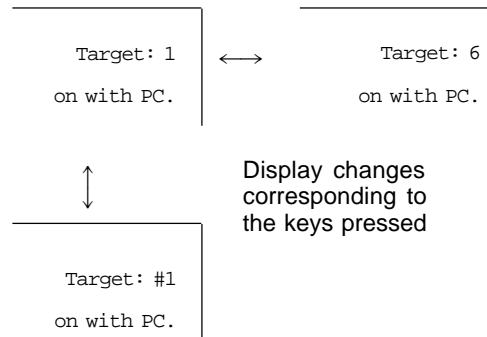 Target: 1
on with PC.
Target: 6
on with PC.
Display changes
corresponding to
the keys pressed
Target: #1
on with PC.